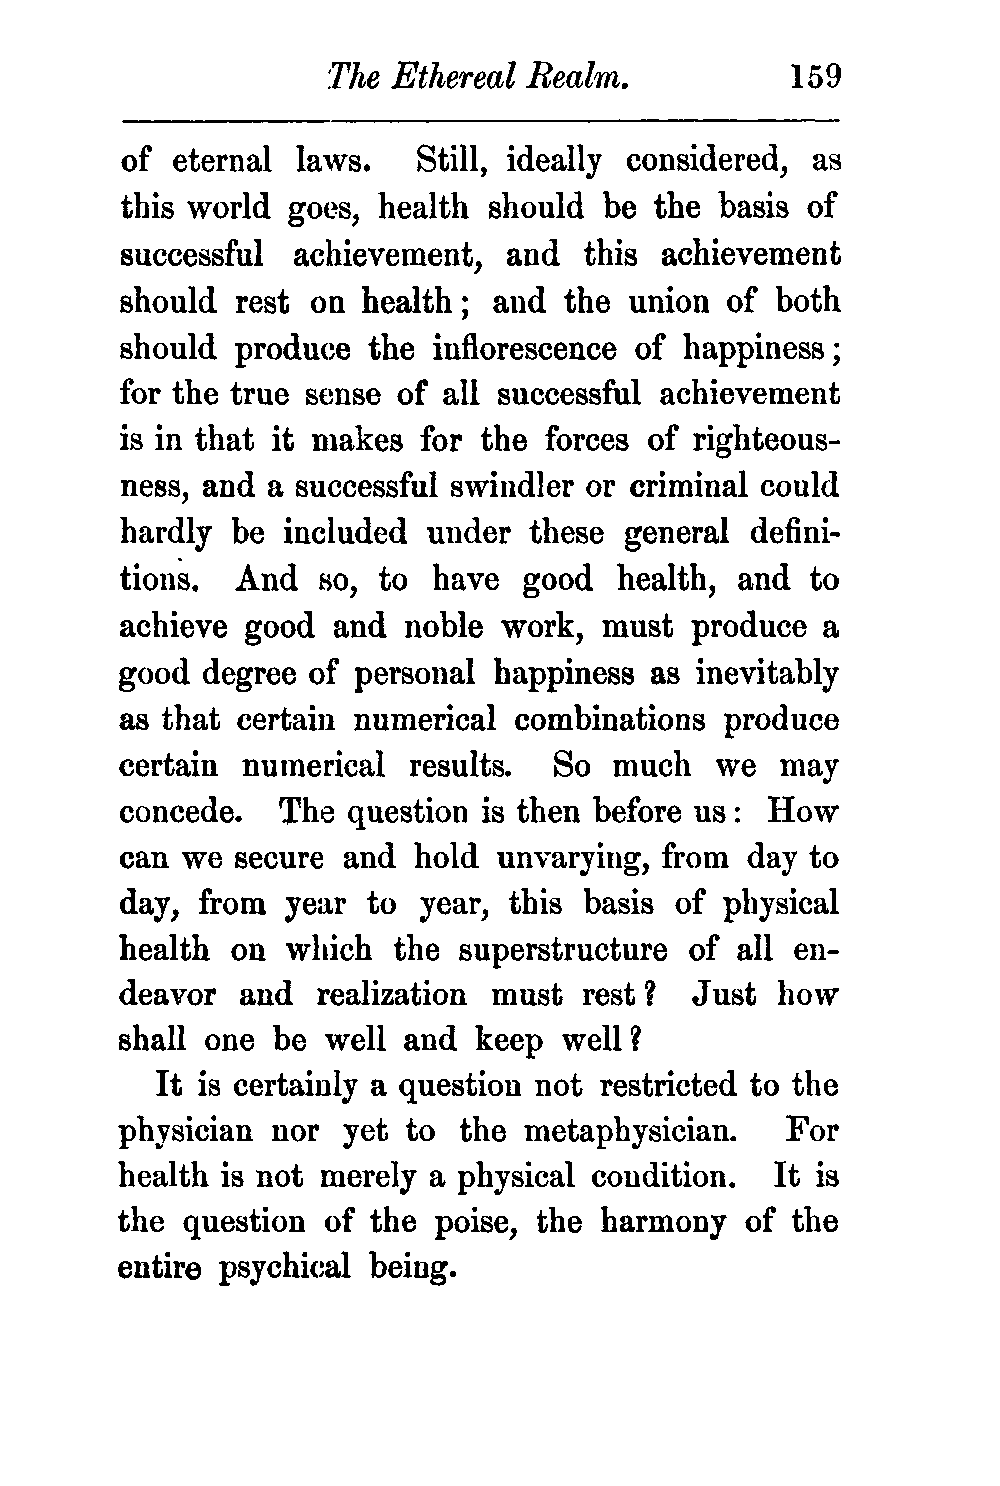 The Ethereal Realm. 159
of eternal laws. Still, ideally considered, as
this world goes, health should be the basis of
successful achievement, and this achievement
should rest on health; and the union of both
should produce the inflorescence of happiness;
for the true sense of all successful achievement
is in that it makes for the forces of righteous-
ness, and a successful swindler or criminal could
hardly be included under these general defini-
tions. And so, to have good health, and to
achieve good and noble work, must produce a
good degree of personal happiness as inevitably
as that certain numerical combinations produce
certain numerical results. So much we may
concede. The question is then before us: How
can we secure and hold unvarying, from day to
day, from year to year, this basis of physical
health on which the superstructure of all en-
deavor and realization must rest? Just how
shall one be well and keep well?
It is certainly a question not restricted to the
physician nor yet to the metaphysician. For
health is not merely a physical condition. It is
the question of the poise, the harmony of the
entire psychical being.